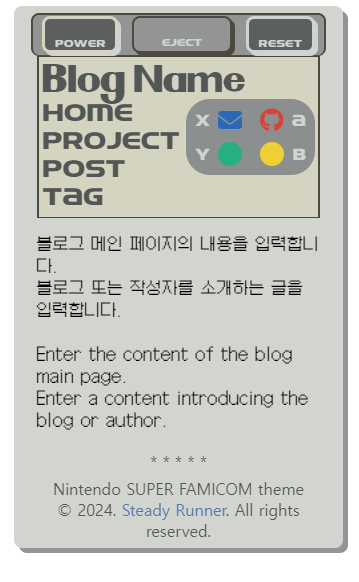 POWER EJECT RESET
Blog Name
HOME
PROJECT
POST
TAG
X a
Y B
블로그 메인 페이지의 내용을 입력합니
다.
블로그 또는 작성자를 소개하는 글을
입력합니다.
Enter the content of the blog
main page.
Enter a content introducing the
blog or author.
* * * * *
Nintendo SUPER FAMICOM theme
© 2024. Steady Runner. All rights
reserved.